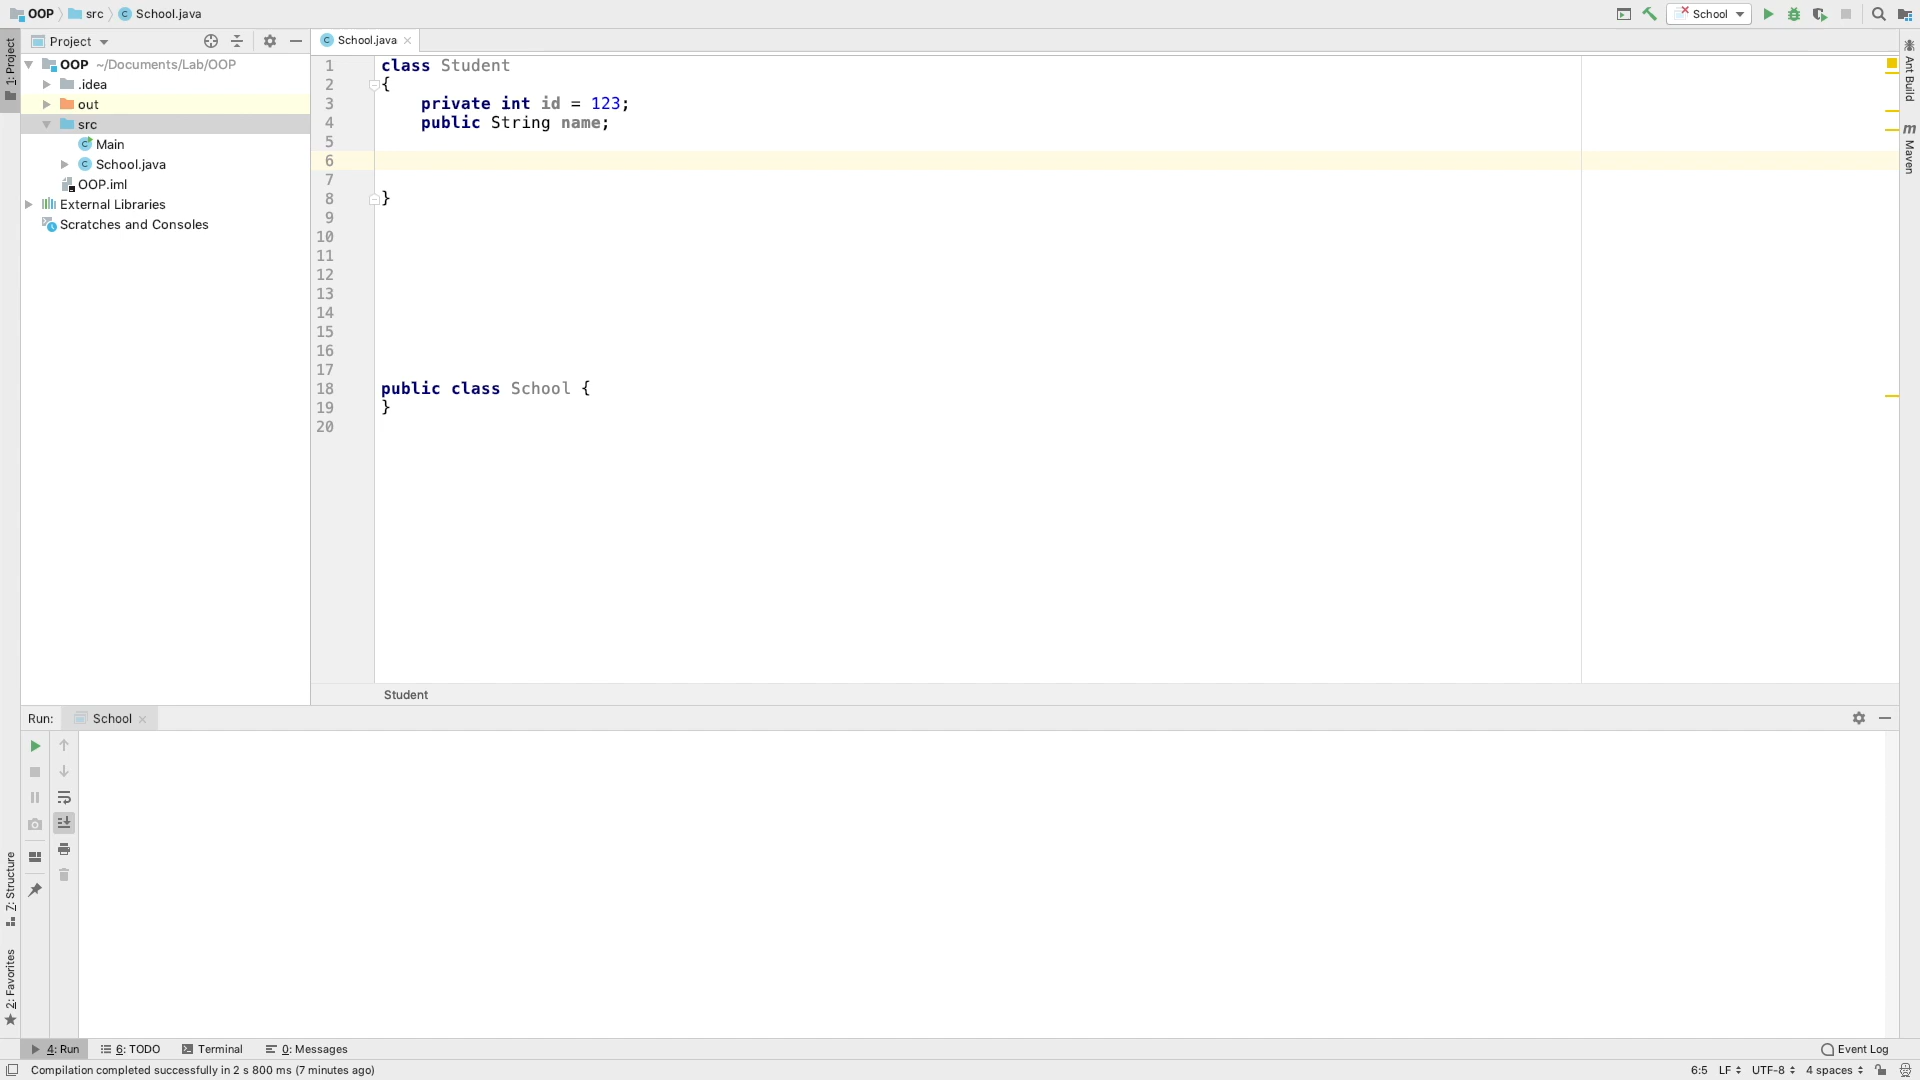 OOP src School.java
School
Project
School.java
1: Project
OOP ~/Documents/Lab/OOP
.idea
out
src
Main
School.java
OOP.iml
External Libraries
Scratches and Consoles
1 class Student
2 {
3 private int id = 123;
4 public String name;
5
6
7
8 }
9
10
11
12
13
14
15
16
17
18 public class School {
19 }
20
Ant Build
m Maven
Student
Run: School
Z: Structure
2: Favorites
4: Run 6: TODO Terminal 0: Messages Event Log
Compilation completed successfully in 2 s 800 ms (7 minutes ago) 6:5 LF UTF-8 4 spaces